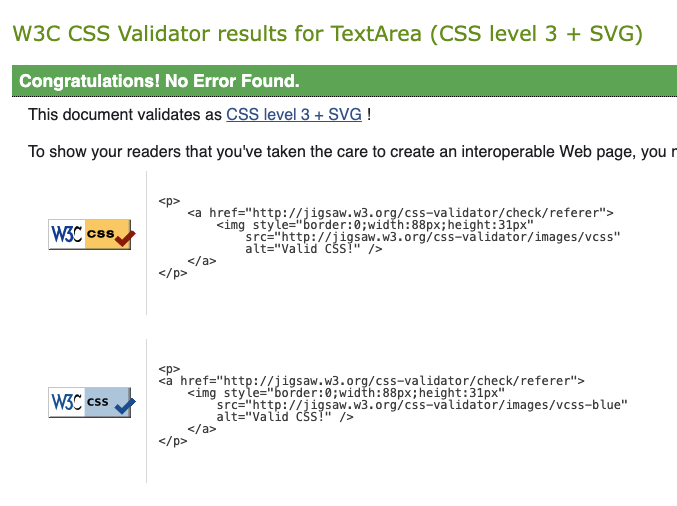 W3C CSS Validator results for TextArea (CSS level 3 + SVG)
Congratulations! No Error Found.
This document validates as CSS level 3 + SVG !
To show your readers that you've taken the care to create an interoperable Web page, you
<p>
<a href="http://jigsaw.w3.org/css-validator/check/referer">
<img style="border:0;width:88px;height:31px"
W3C css
src="http://jigsaw.w3.org/css-validator/images/vcss"
alt="Valid CSS!" />
</a>
</p>
<p>
<a href="http://jigsaw.w3.org/css-validator/check/referer">
<img style="border:0;width:88px;height:31px"
W3C css
src="http://jigsaw.w3.org/css-validator/images/vcss-blue"
alt="Valid CSS!" />
</a>
</p>